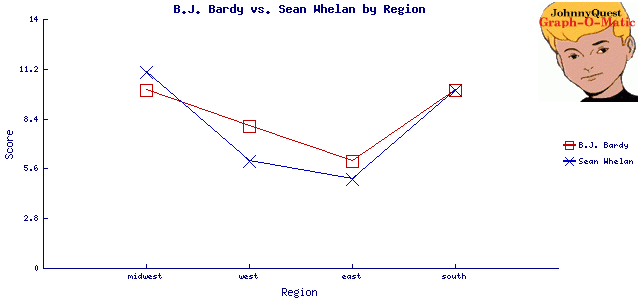 B.J. Bardy vs. Sean Whelan by Region
JohnnyQuest
Graph-O-Matic
14
11.2
8.4
5.6
2.8
0
Score
midwest
west
east
south
Region
B.J. Bardy
Sean Whelan